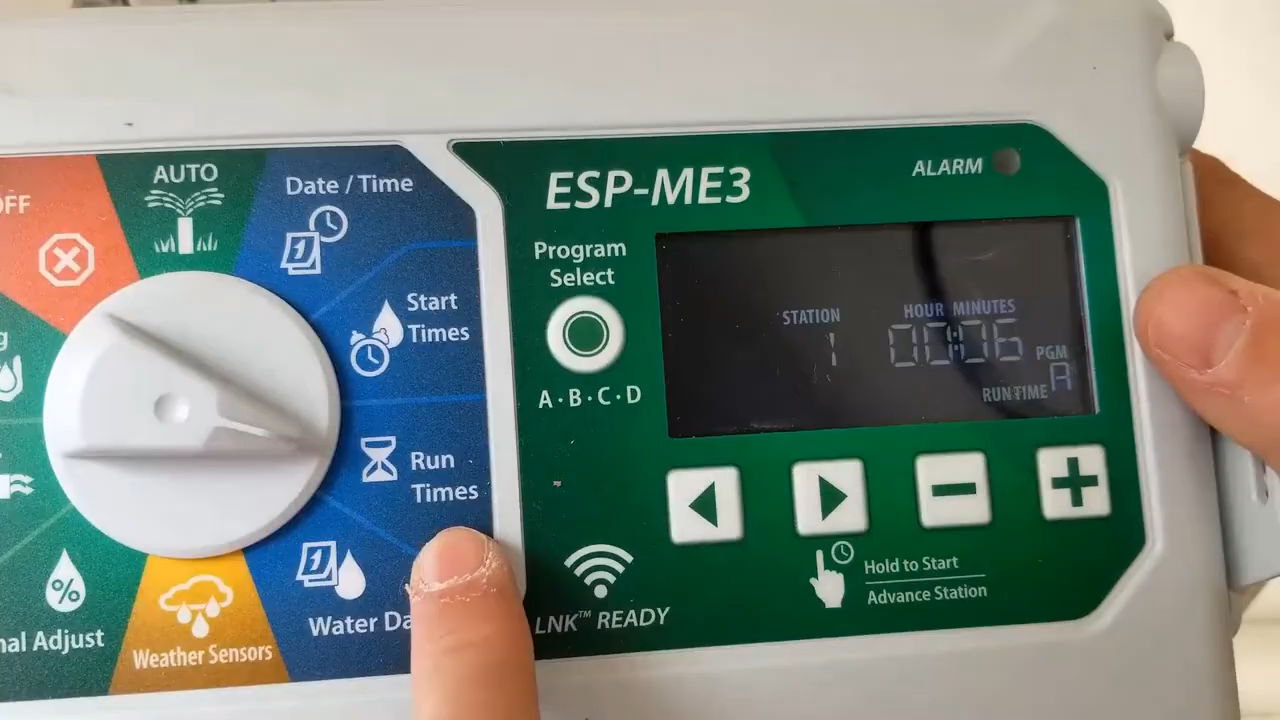 OFF
AUTO
Date / Time
Start
Times
Run
Times
Water Da
Weather Sensors
nal Adjust
%
g
ESP-ME3
ALARM
Program
Select
A·B·C·D
STATION
HOUR MINUTES
1
00:06
PGM
A
RUN TIME
Hold to Start
Advance Station
LNK™ READY